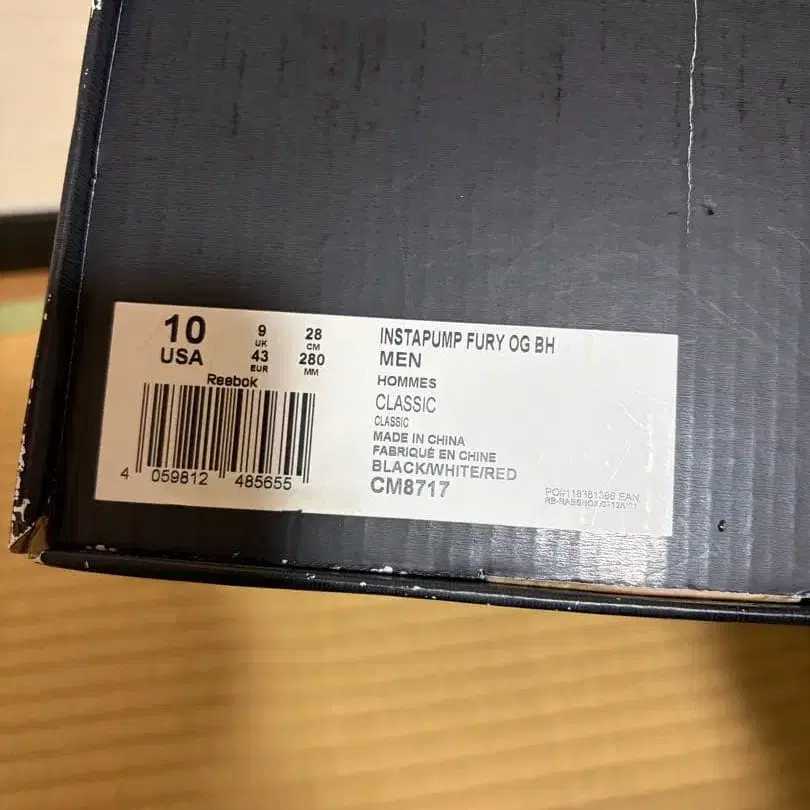 10
USA
9
UK
43
EUR
28
CM
280
MM
Reebok
4 059812 485655
INSTAPUMP FURY OG BH
MEN
HOMMES
CLASSIC
CLASSIC
MADE IN CHINA
FABRIQUÉ EN CHINE
BLACK/WHITE/RED
CM8717
EAN